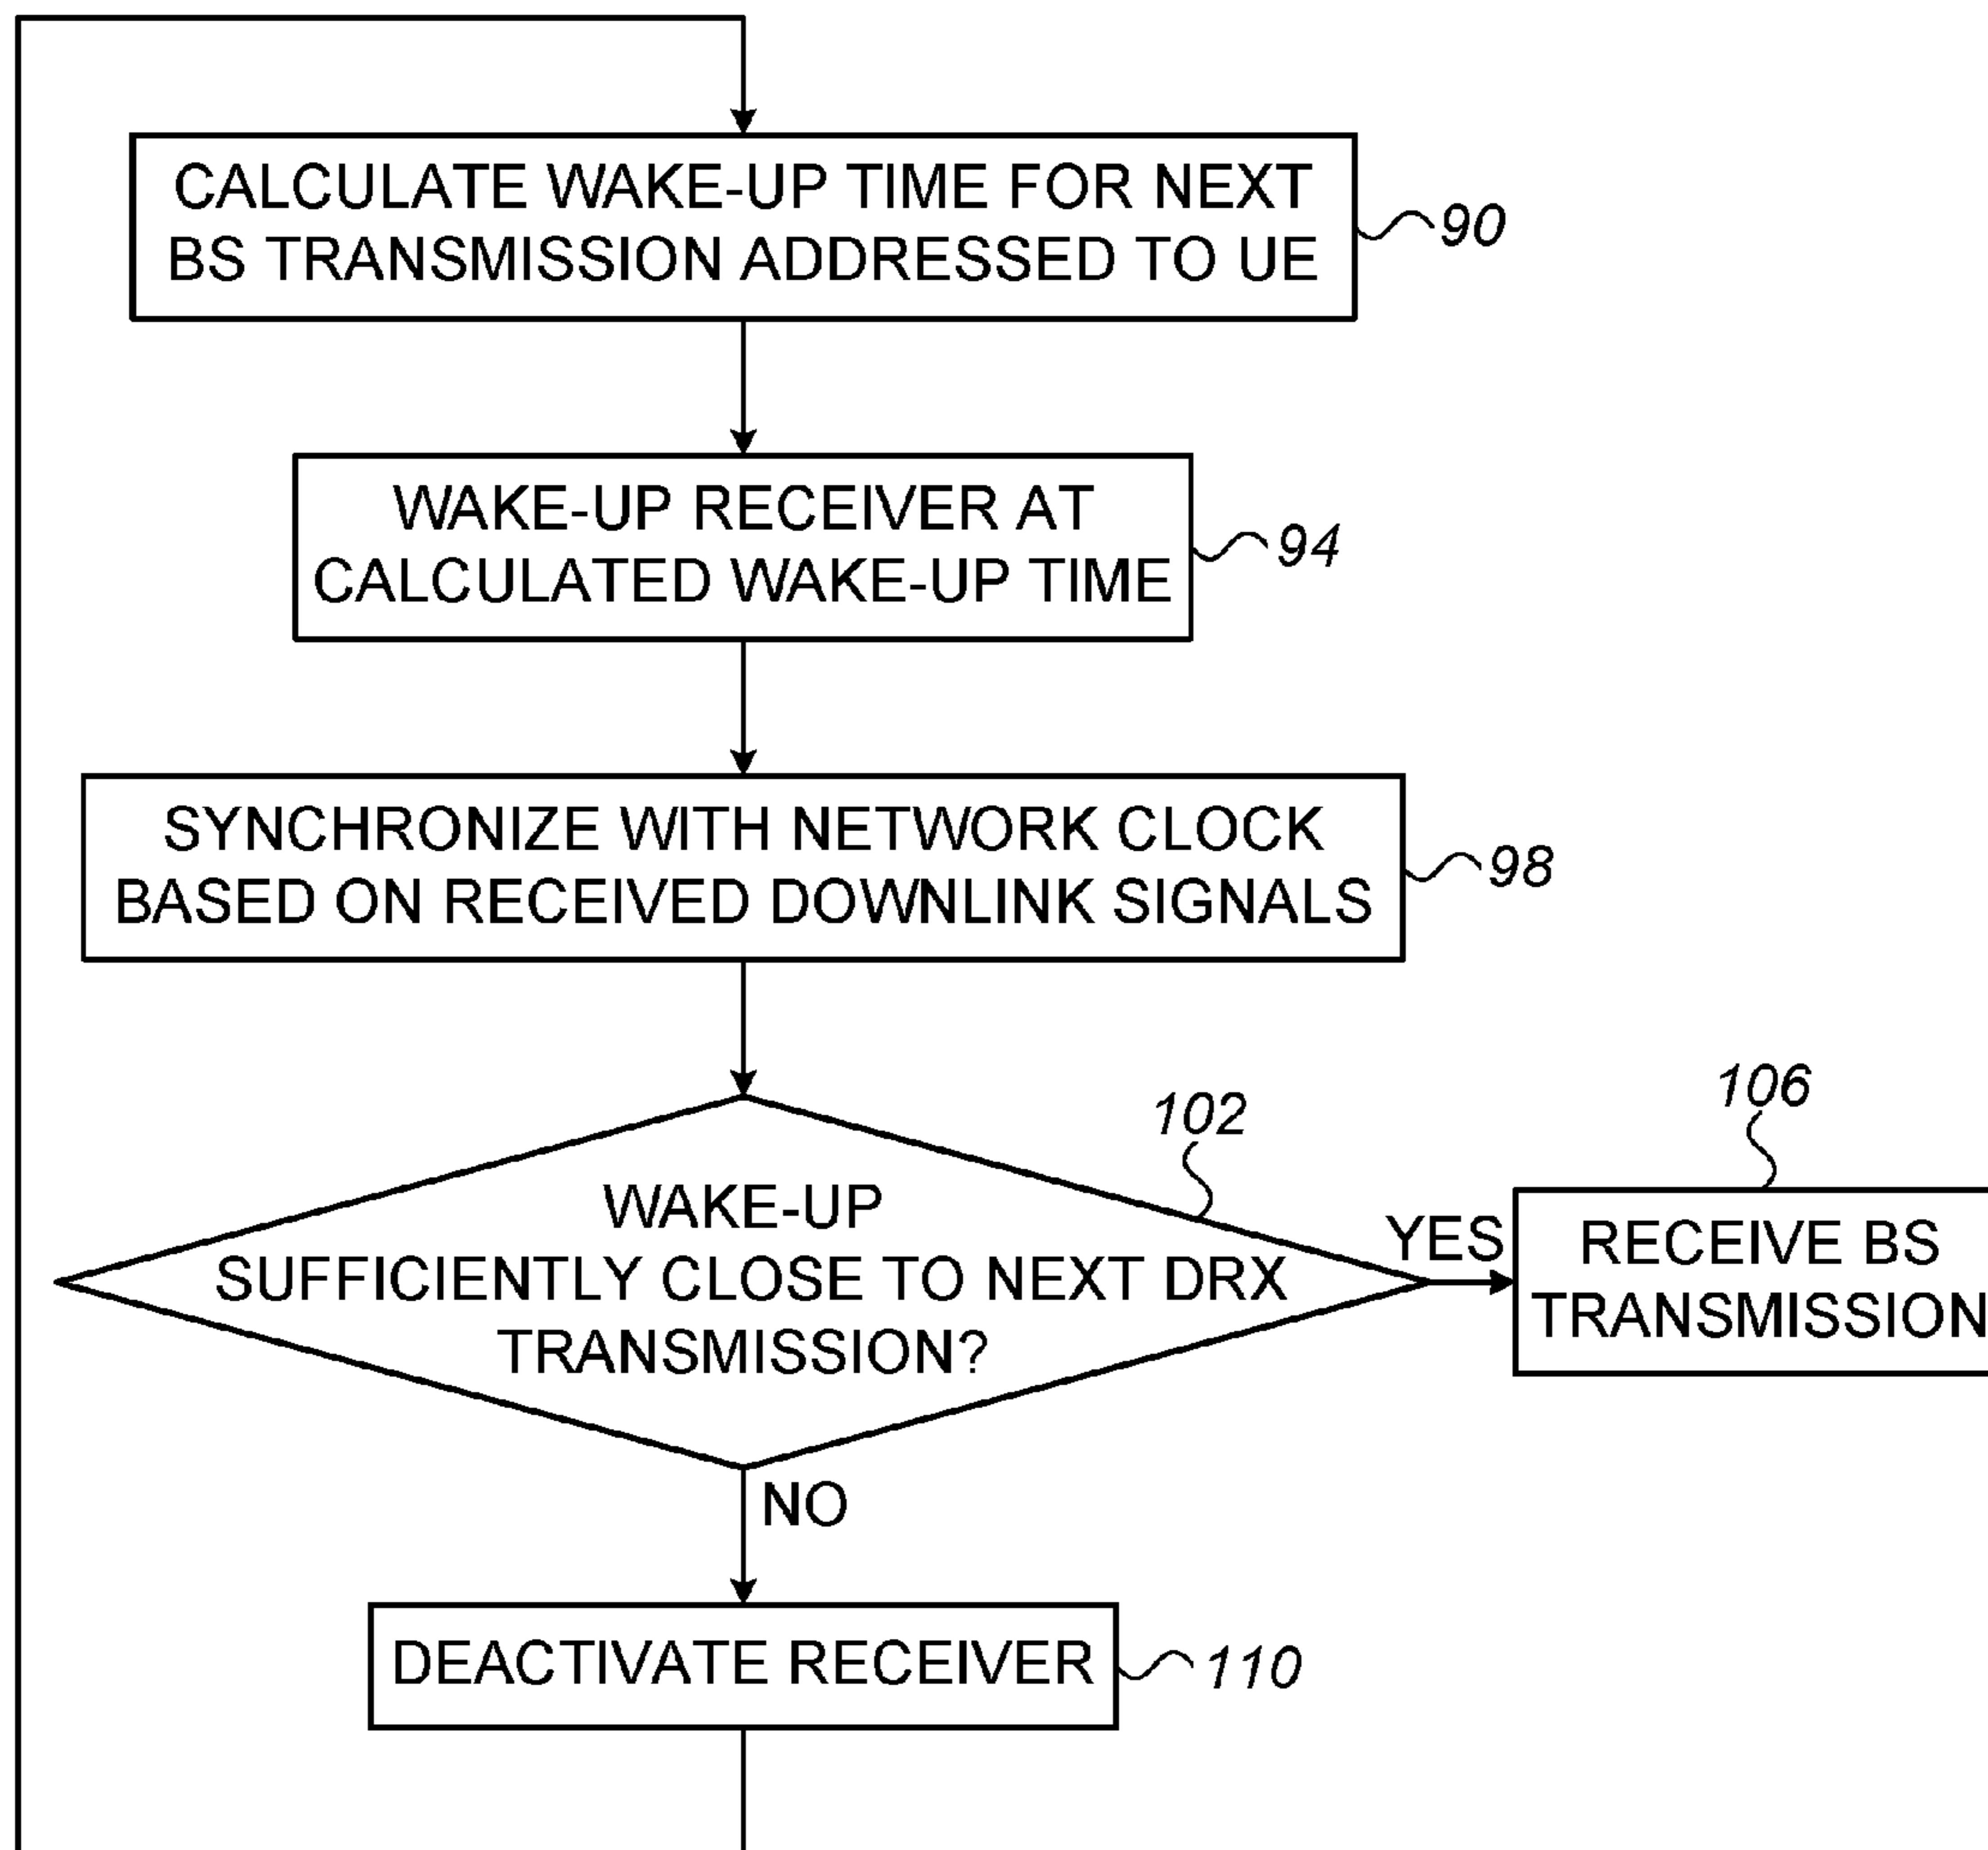 CALCULATE WAKE-UP TIME FOR NEXT
BS TRANSMISSION ADDRESSED TO UE
90
WAKE-UP RECEIVER AT
CALCULATED WAKE-UP TIME
94
SYNCHRONIZE WITH NETWORK CLOCK
BASED ON RECEIVED DOWNLINK SIGNALS
98
102
WAKE-UP
SUFFICIENTLY CLOSE TO NEXT DRX
TRANSMISSION?
YES
106
RECEIVE BS
TRANSMISSION
NO
DEACTIVATE RECEIVER
110